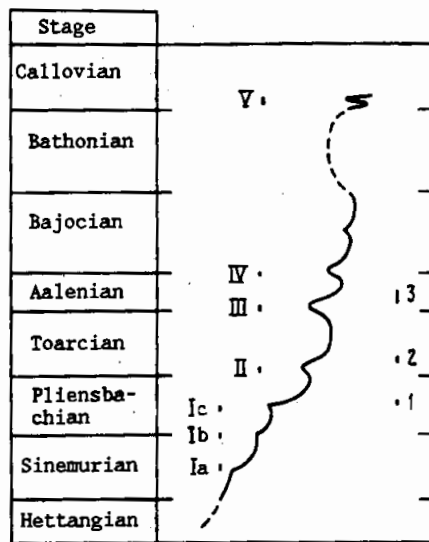 Stage
Callovian
V
Bathonian
Bajocian
IV
Aalenian
3
III
Toarcian
2
II
Pliensba-
chian
Ic
1
Ib
Sinemurian
Ia
Hettangian